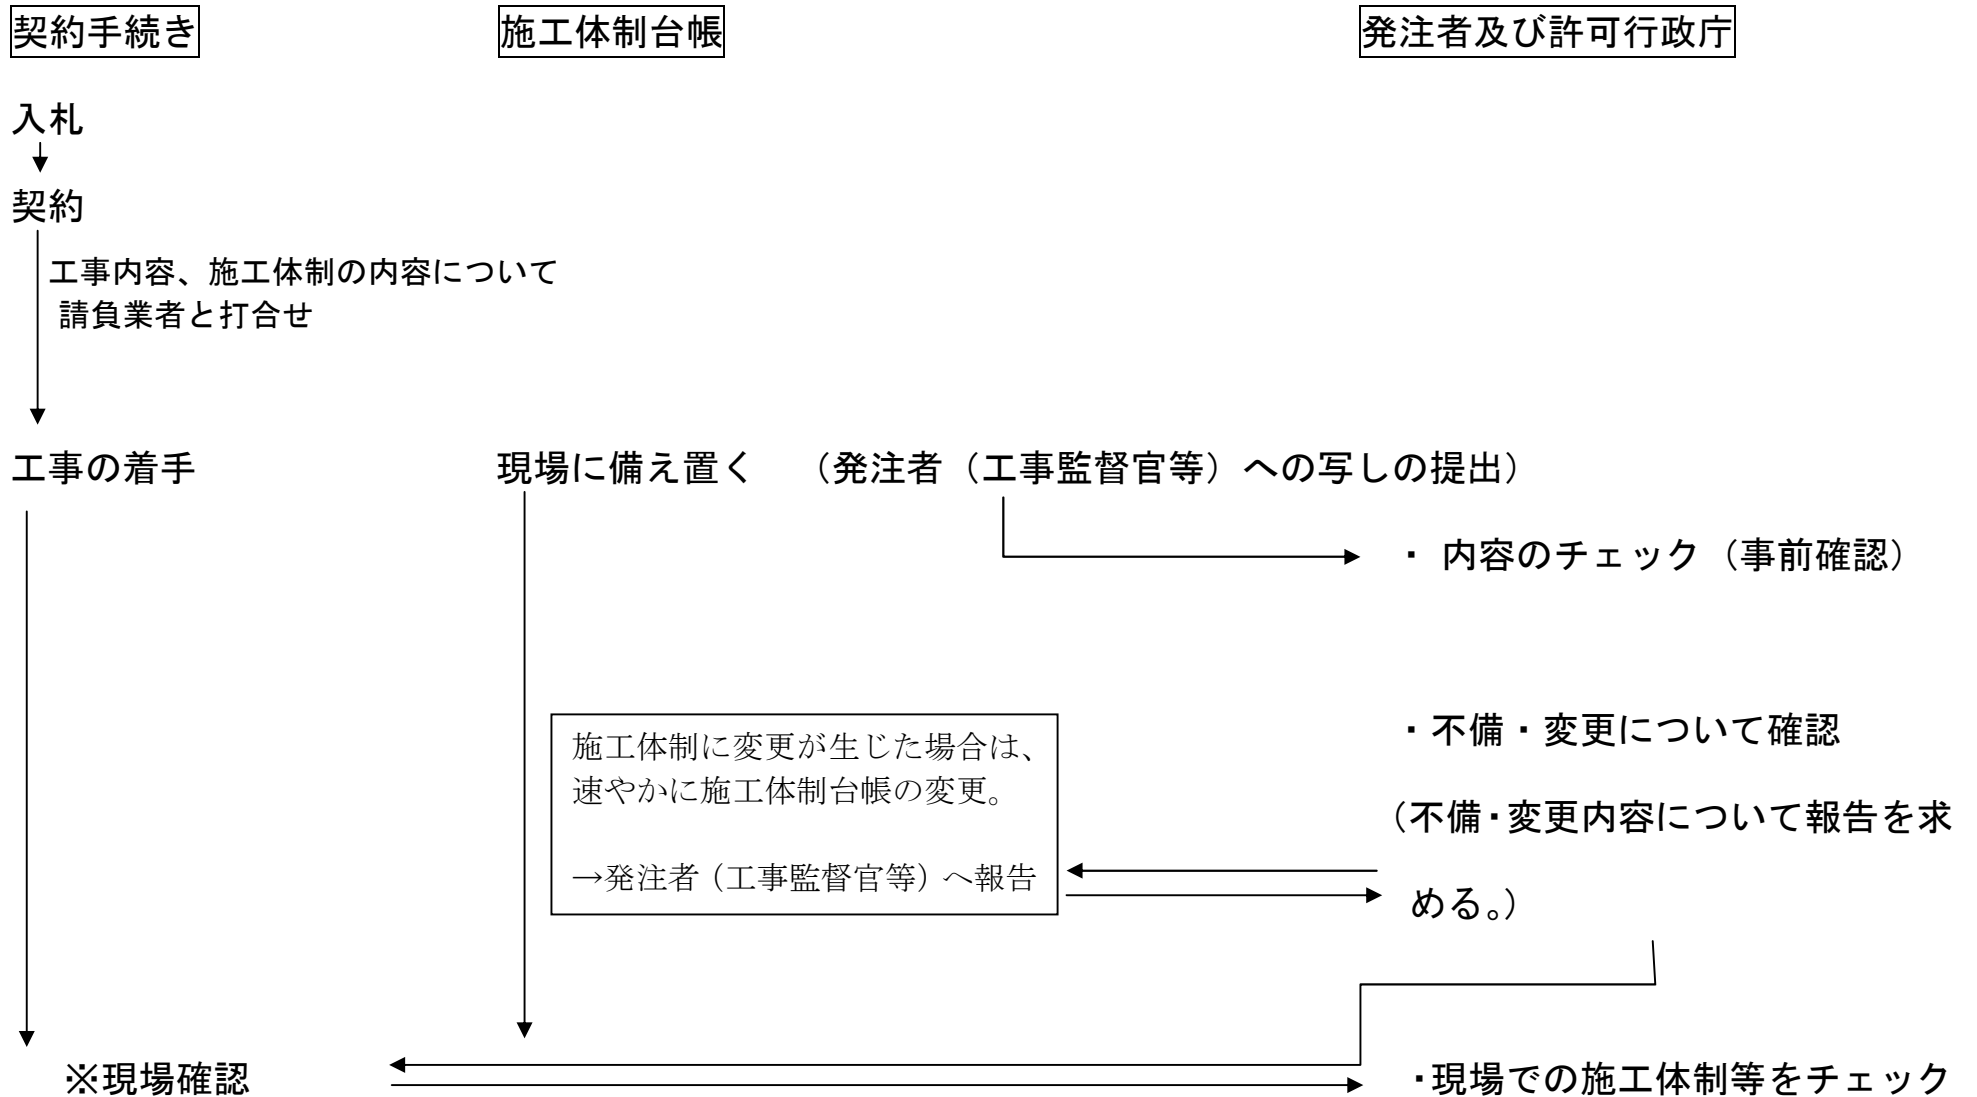 契約手続き
施工体制台帳
発注者及び許可行政庁
入札
契約
工事内容、施工体制の内容について
請負業者と打合せ
工事の着手
現場に備え置く （発注者（工事監督官等）への写しの提出）
・ 内容のチェック（事前確認）
施工体制に変更が生じた場合は、
速やかに施工体制台帳の変更。
→発注者（工事監督官等）へ報告
・不備・変更について確認
（不備・変更内容について報告を求
める。）
※現場確認
・現場での施工体制等をチェック